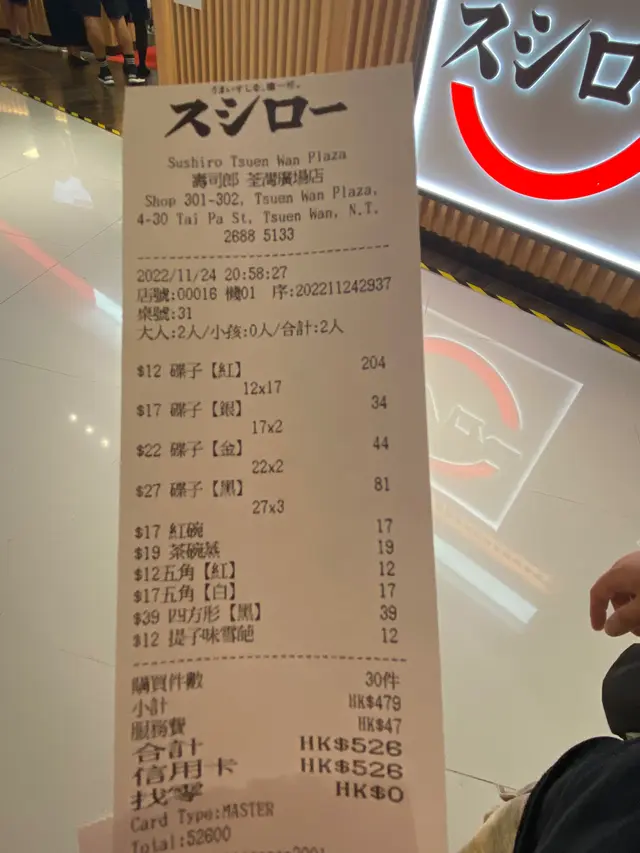 うまいすしを、腹一杯。
スシロー
Sushiro Tsuen Wan Plaza
壽司郎 荃灣廣場店
Shop 301-302, Tsuen Wan Plaza,
4-30 Tai Pa St, Tsuen Wan, N.T.
2688 5133
2022/11/24 20:58:27
店號:00016 機01 序:202211242937
桌號:31
大人:2人/小孩:0人/合計:2人
$12 碟子【紅】 204
12x17
$17 碟子【銀】 34
17x2
$22 碟子【金】 44
22x2
$27 碟子【黑】 81
27x3
$17 紅碗 17
$19 茶碗蒸 19
$12五角【紅】 12
$17五角【白】 17
$39 四方形【黑】 39
$12 提子味雪葩 12
購買件數 30件
小計 HK$479
服務費 HK$47
合計 HK$526
信用卡 HK$526
找零 HK$0
Card Type:MASTER
Total:52600
スシロー